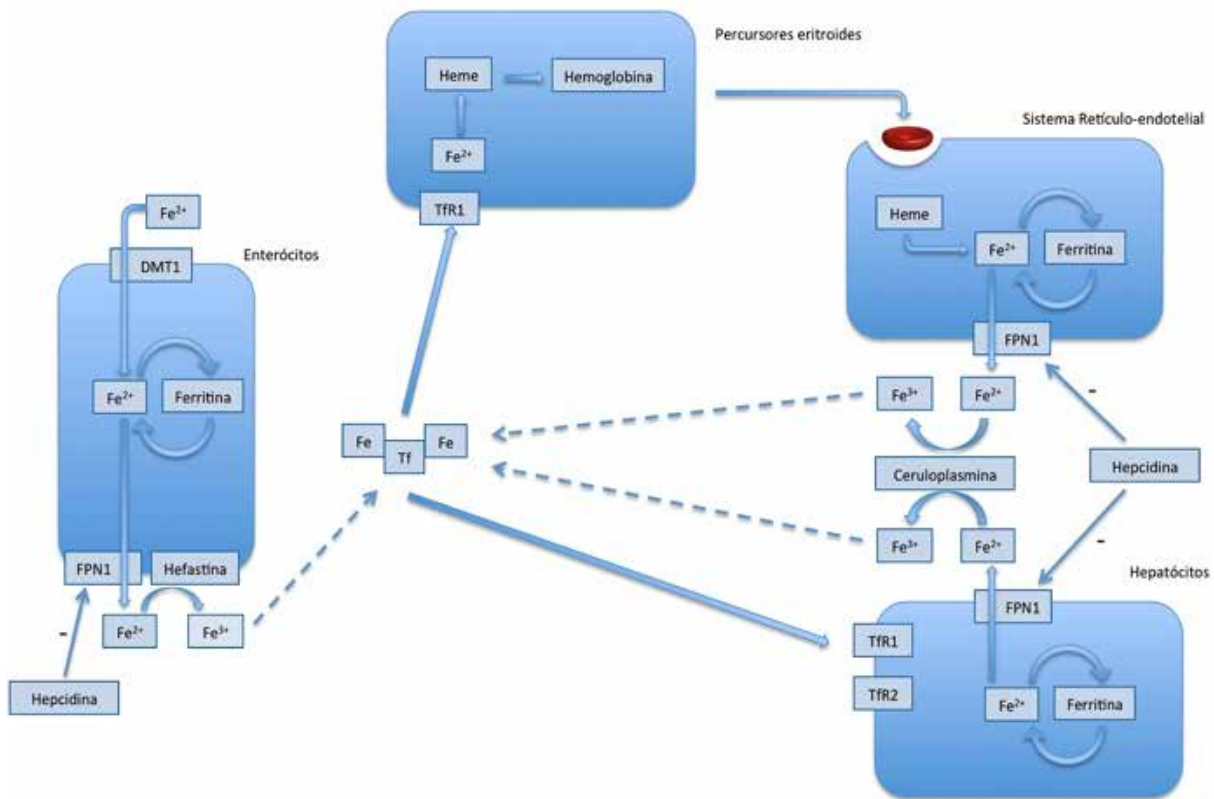 Percursores eritroides
Heme
Hemoglobina
Fe²⁺
TfR1
Sistema Retículo-endotelial
Heme
Fe²⁺
Ferritina
FPN1
Fe²⁺
DMT1
Enterócitos
Fe²⁺
Ferritina
FPN1
Hefastina
Fe²⁺
Fe³⁺
-
Hepcidina
Fe
Tf
Fe
Fe³⁺
Fe²⁺
-
Ceruloplasmina
Hepcidina
Fe³⁺
Fe²⁺
-
Hepatócitos
FPN1
TfR1
TfR2
Fe²⁺
Ferritina